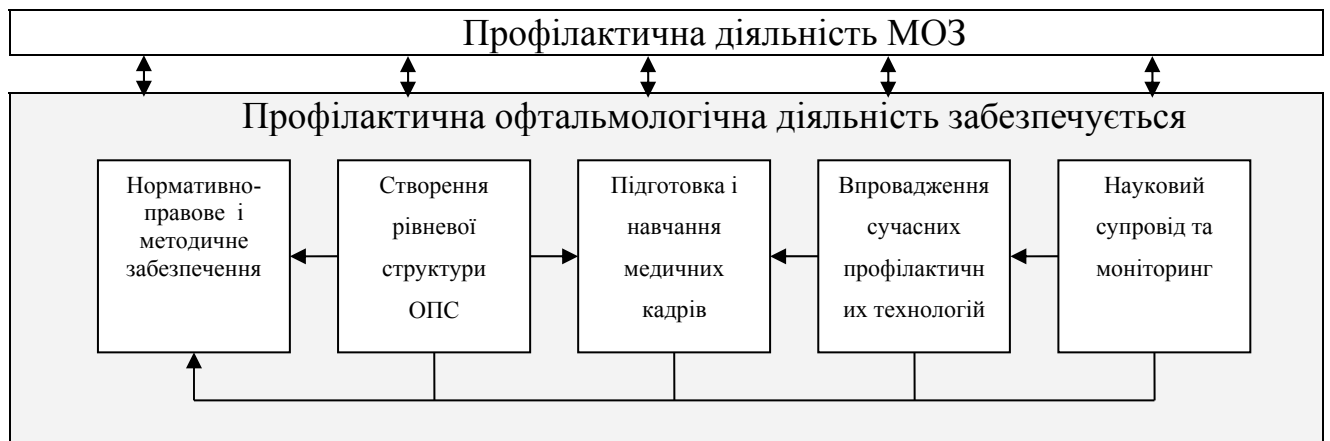 Профілактична діяльність МОЗ
Профілактична офтальмологічна діяльність забезпечується
Нормативно-
правове і
методичне
забезпечення
Створення
рівневої
структури
ОПС
Підготовка і
навчання
медичних
кадрів
Впровадження
сучасних
профілактичн
их технологій
Науковий
супровід та
моніторинг